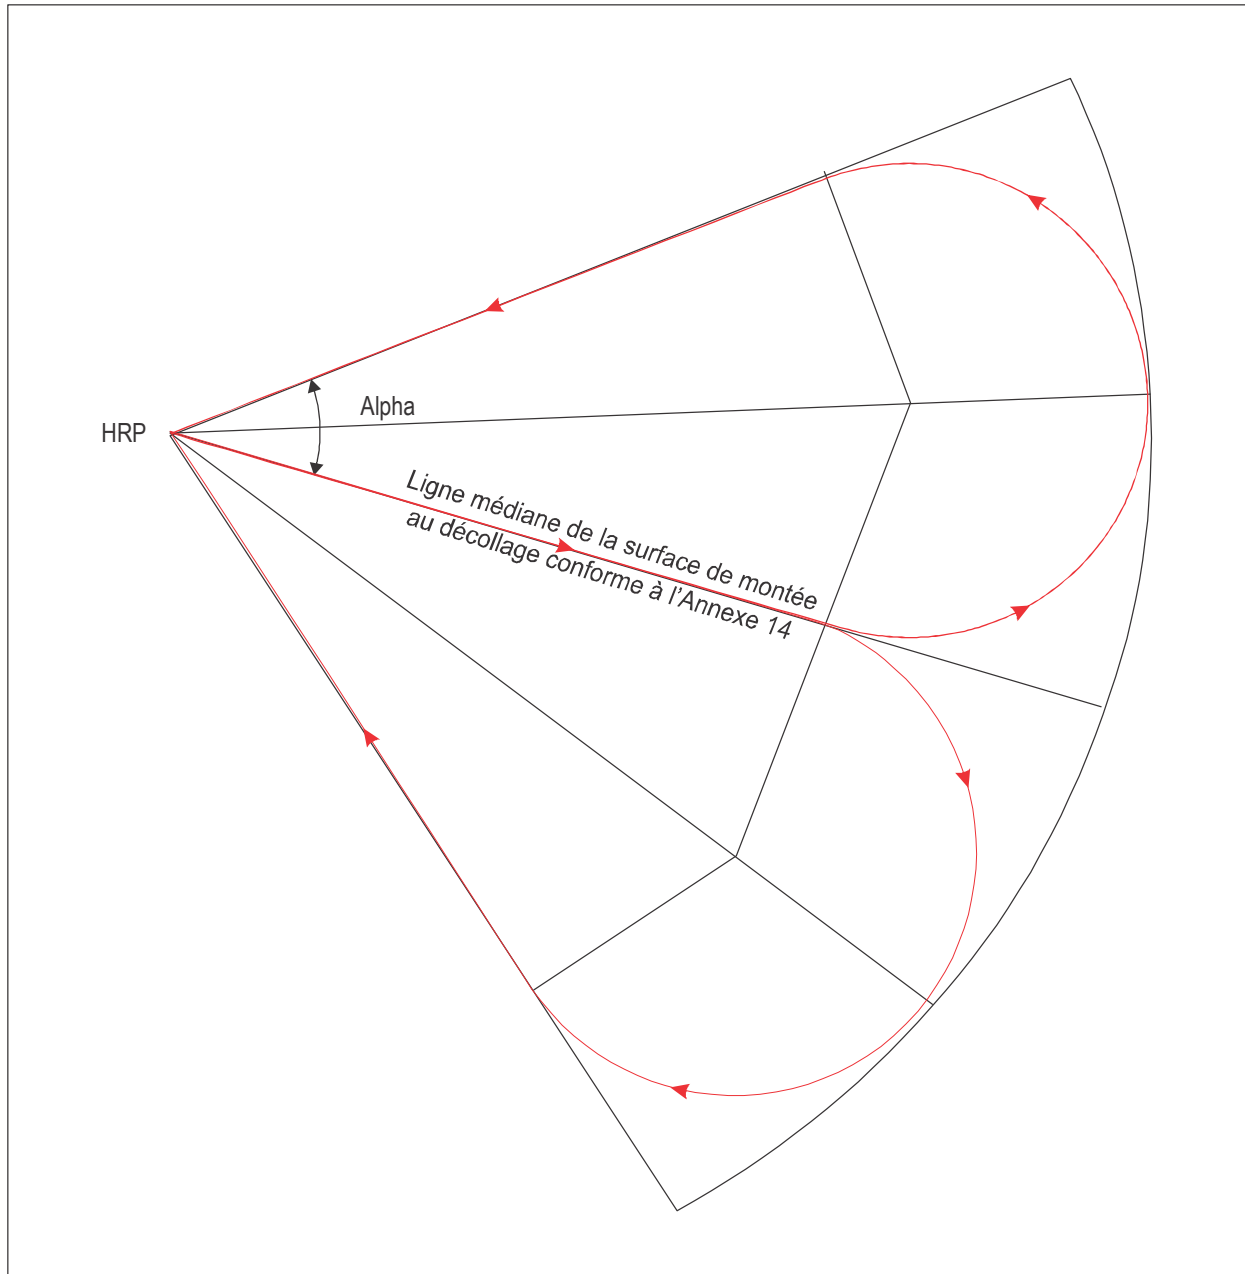 Alpha
HRP
Ligne médiane de la surface de montée
au décollage conforme à l’Annexe 14